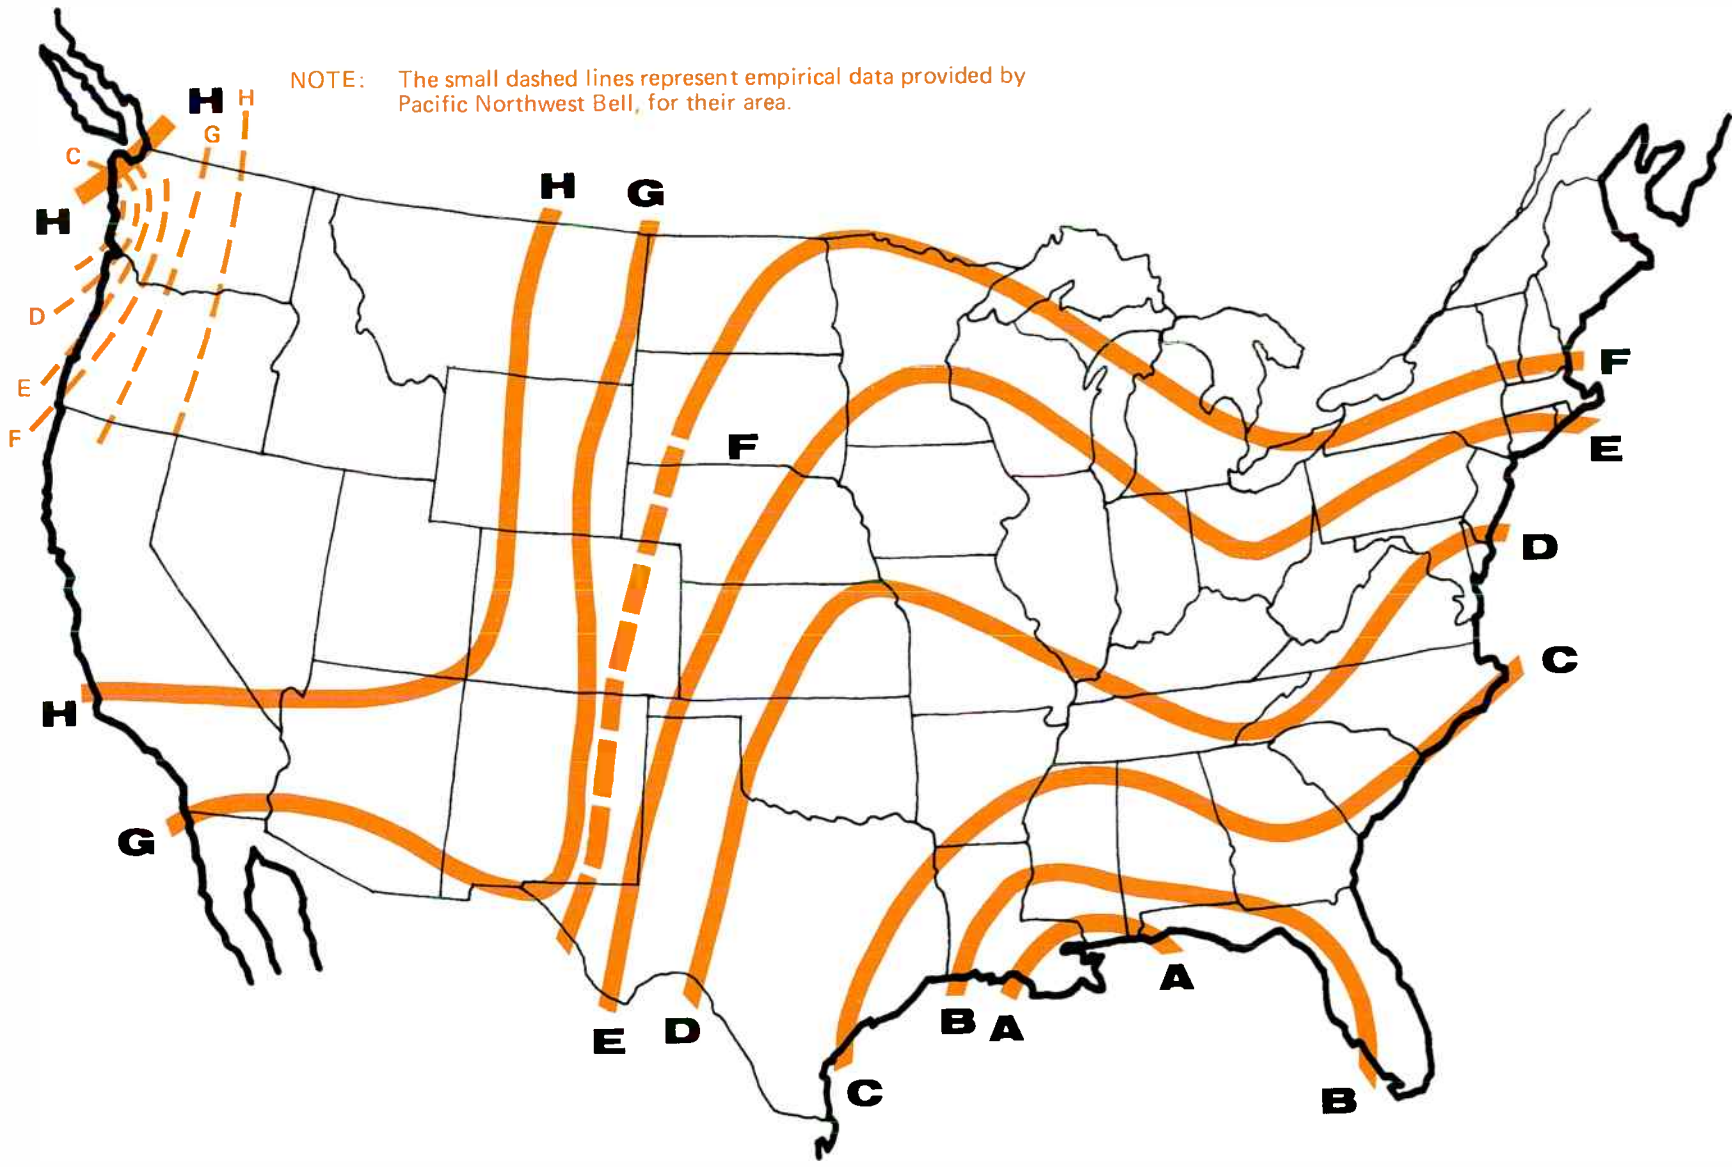 H
H
NOTE: The small dashed lines represent empirical data provided by
Pacific Northwest Bell, for their area.
G
C
H
G
H
D
F
E
E
F
F
D
C
H
G
A
B
A
E
D
C
B